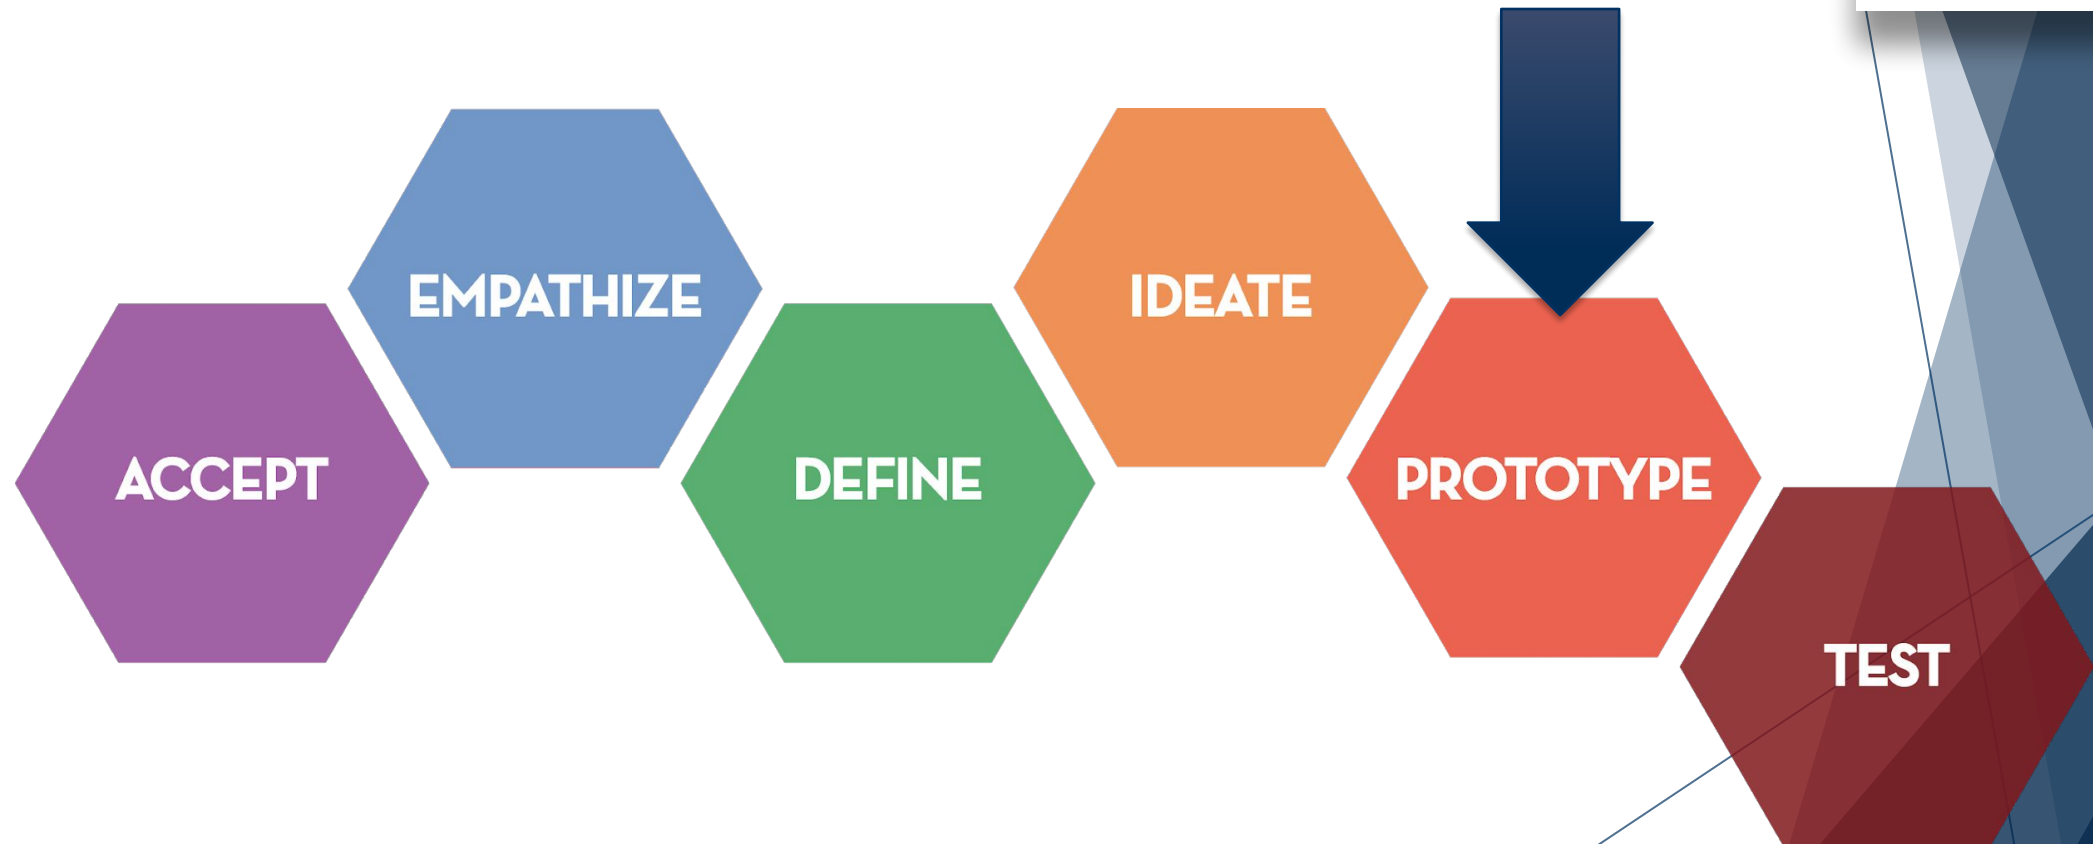 ACCEPT
EMPATHIZE
DEFINE
IDEATE
PROTOTYPE
TEST